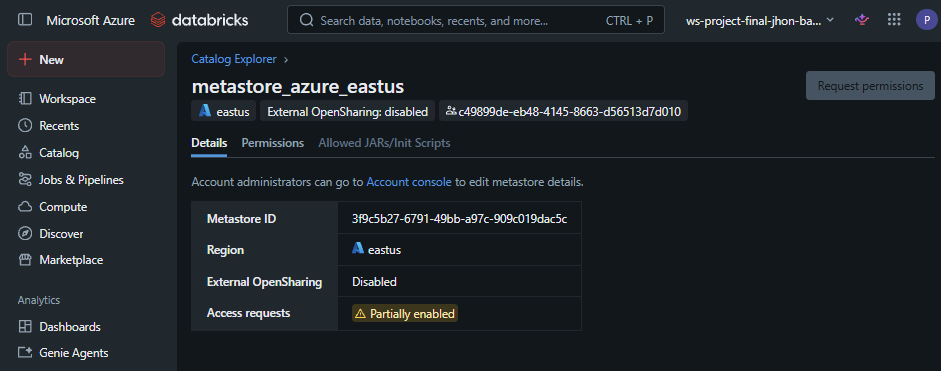 Microsoft Azure databricks Search data, notebooks, recents, and more... CTRL + P ws-project-final-jhon-ba... P
New
Workspace
Recents
Catalog
Jobs & Pipelines
Compute
Discover
Marketplace
Analytics
Dashboards
Genie Agents
Catalog Explorer ›
metastore_azure_eastus
Request permissions
eastus External OpenSharing: disabled c49899de-eb48-4145-8663-d56513d7d010
Details Permissions Allowed JARs/Init Scripts
Account administrators can go to Account console to edit metastore details.
Metastore ID 3f9c5b27-6791-49bb-a97c-909c019dac5c
Region eastus
External OpenSharing Disabled
Access requests Partially enabled